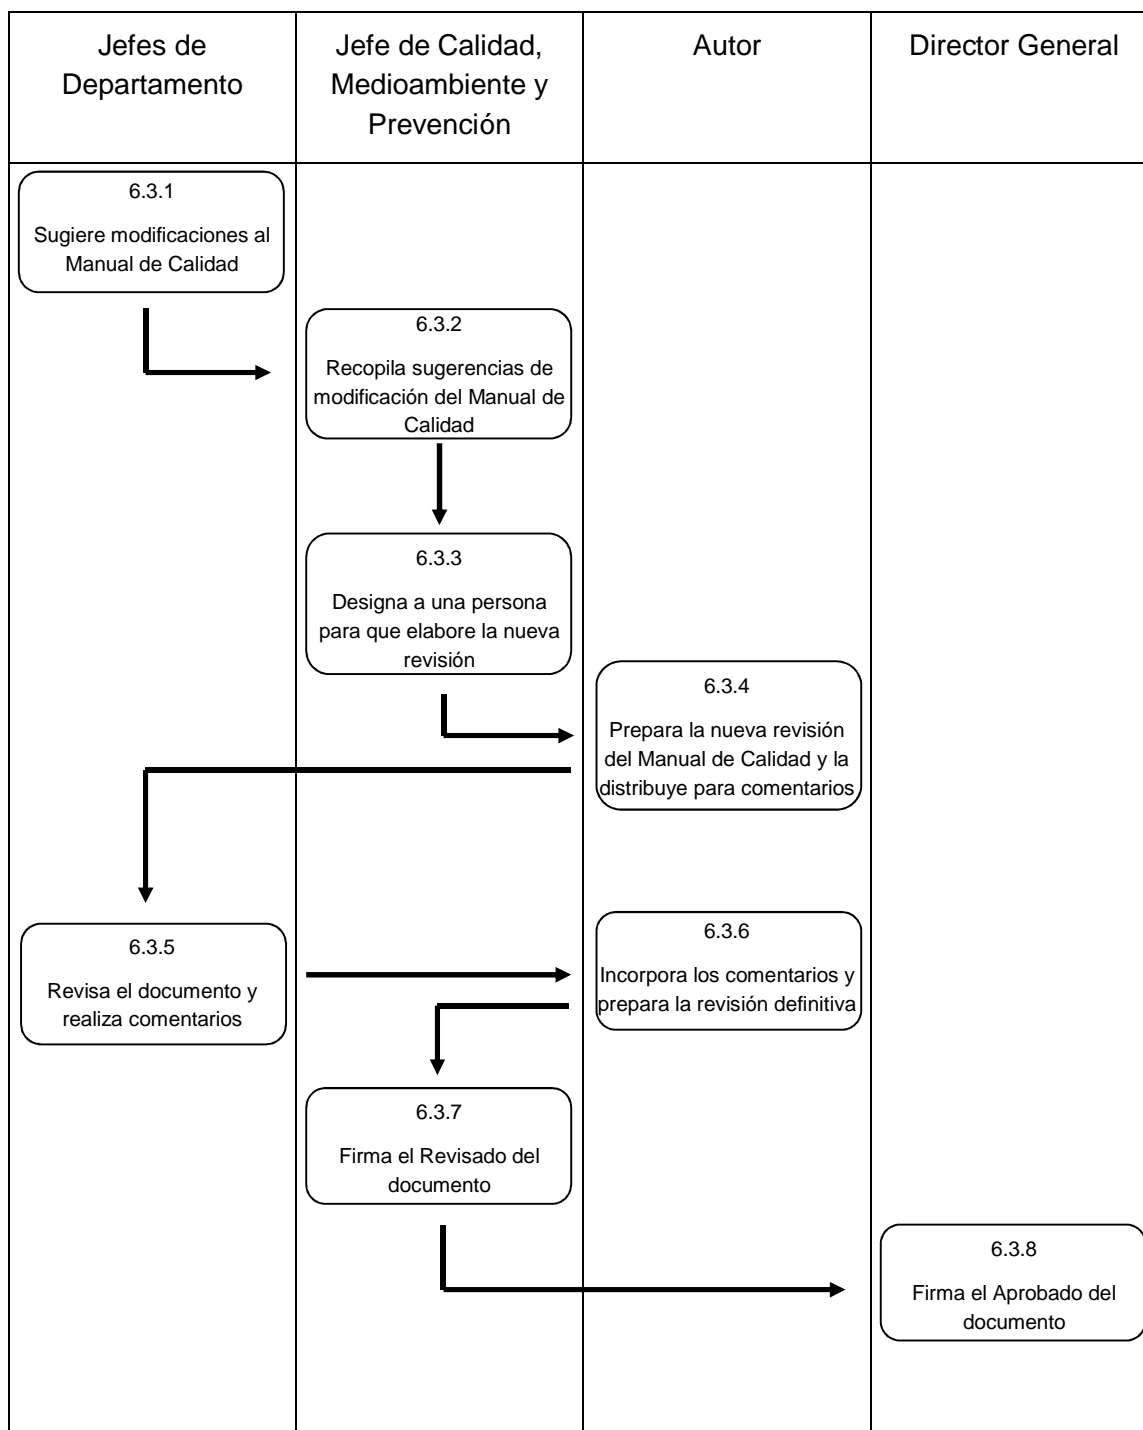 Jefes de
Departamento
Jefe de Calidad,
Medioambiente y
Prevención
Autor
Director General
6.3.1
Sugiere modificaciones al
Manual de Calidad
6.3.2
Recopila sugerencias de
modificación del Manual de
Calidad
6.3.3
Designa a una persona
para que elabore la nueva
revisión
6.3.4
Prepara la nueva revisión
del Manual de Calidad y la
distribuye para comentarios
6.3.5
Revisa el documento y
realiza comentarios
6.3.6
Incorpora los comentarios y
prepara la revisión definitiva
6.3.7
Firma el Revisado del
documento
6.3.8
Firma el Aprobado del
documento